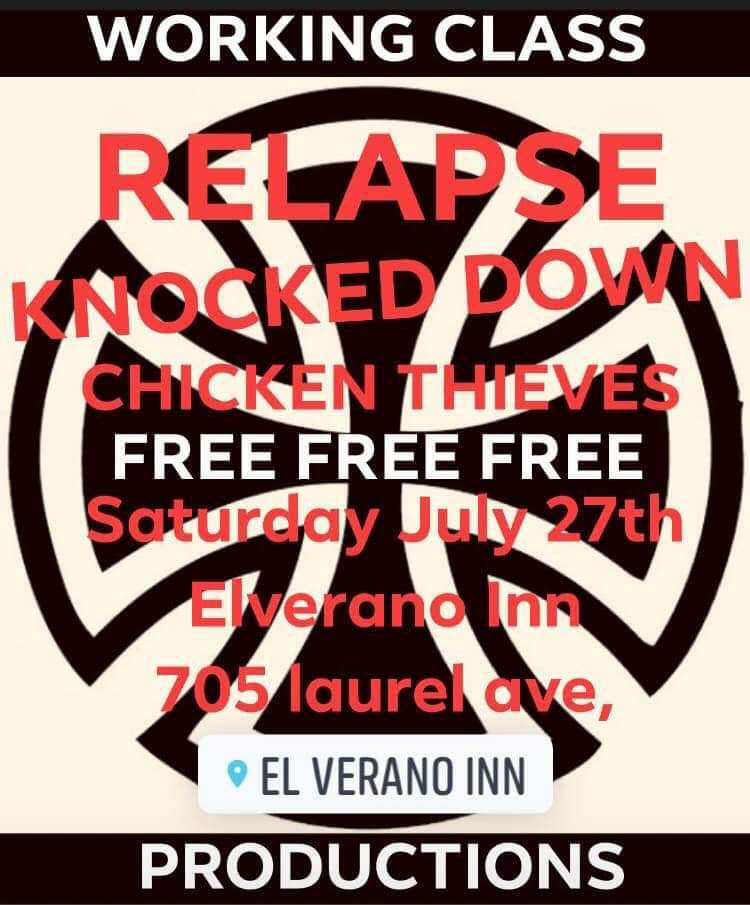 WORKING CLASS
RELAPSE
KNOCKED DOWN
CHICKEN THIEVES
FREE FREE FREE
Saturday July 27th
Elverano Inn
705 laurel ave,
EL VERANO INN
PRODUCTIONS